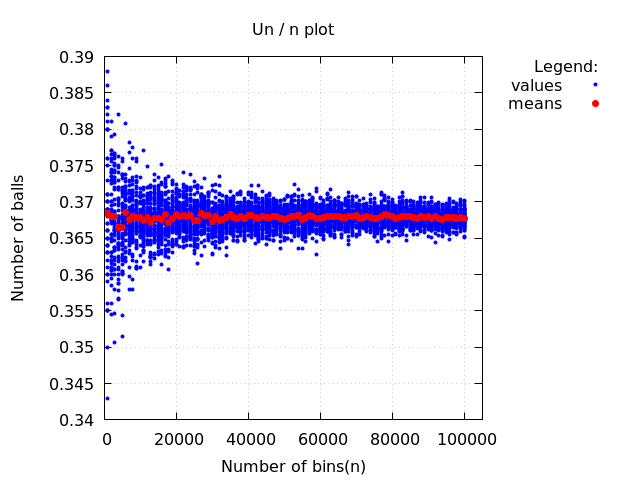 Un / n plot
Legend:
values
means
0.39
0.385
0.38
0.375
0.37
0.365
0.36
0.355
0.35
0.345
0.34
Number of balls
0 20000 40000 60000 80000 100000
Number of bins(n)